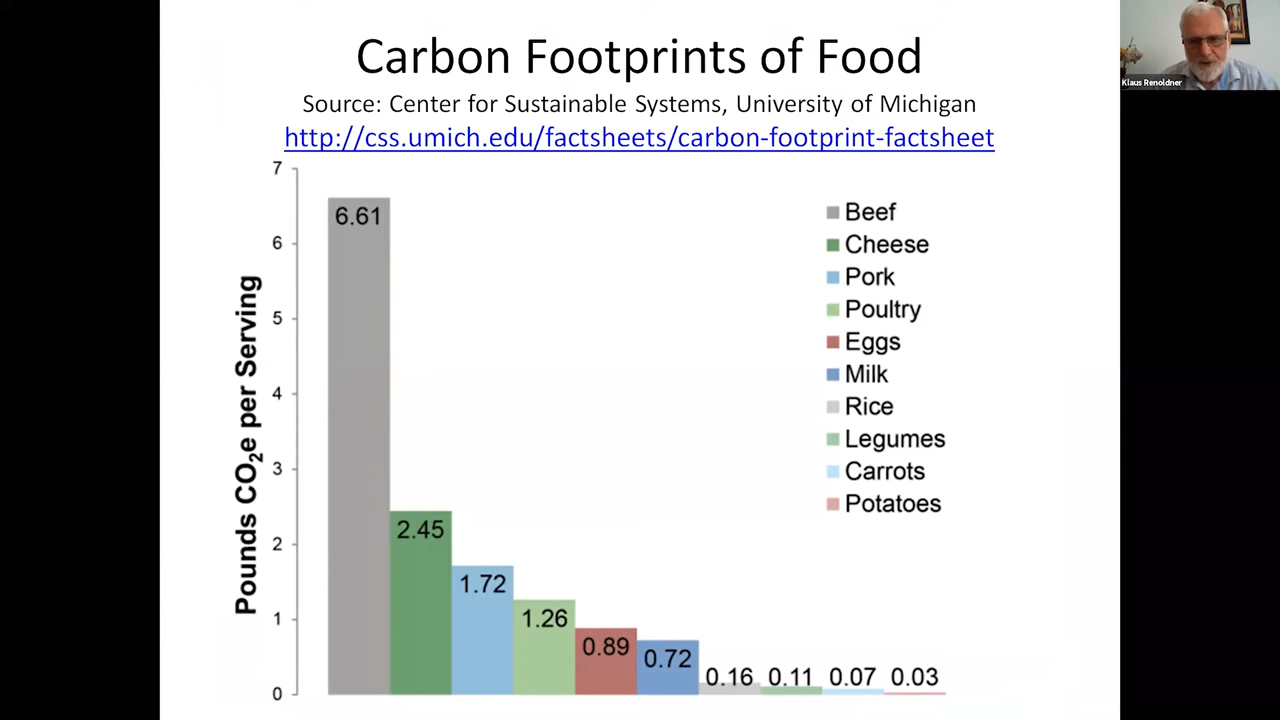 Carbon Footprints of Food
Source: Center for Sustainable Systems, University of Michigan
http://css.umich.edu/factsheets/carbon-footprint-factsheet
Klaus Renoldner
Pounds CO₂e per Serving
7
6
5
4
3
2
1
0
6.61
2.45
1.72
1.26
0.89
0.72
0.16
0.11
0.07
0.03
Beef
Cheese
Pork
Poultry
Eggs
Milk
Rice
Legumes
Carrots
Potatoes